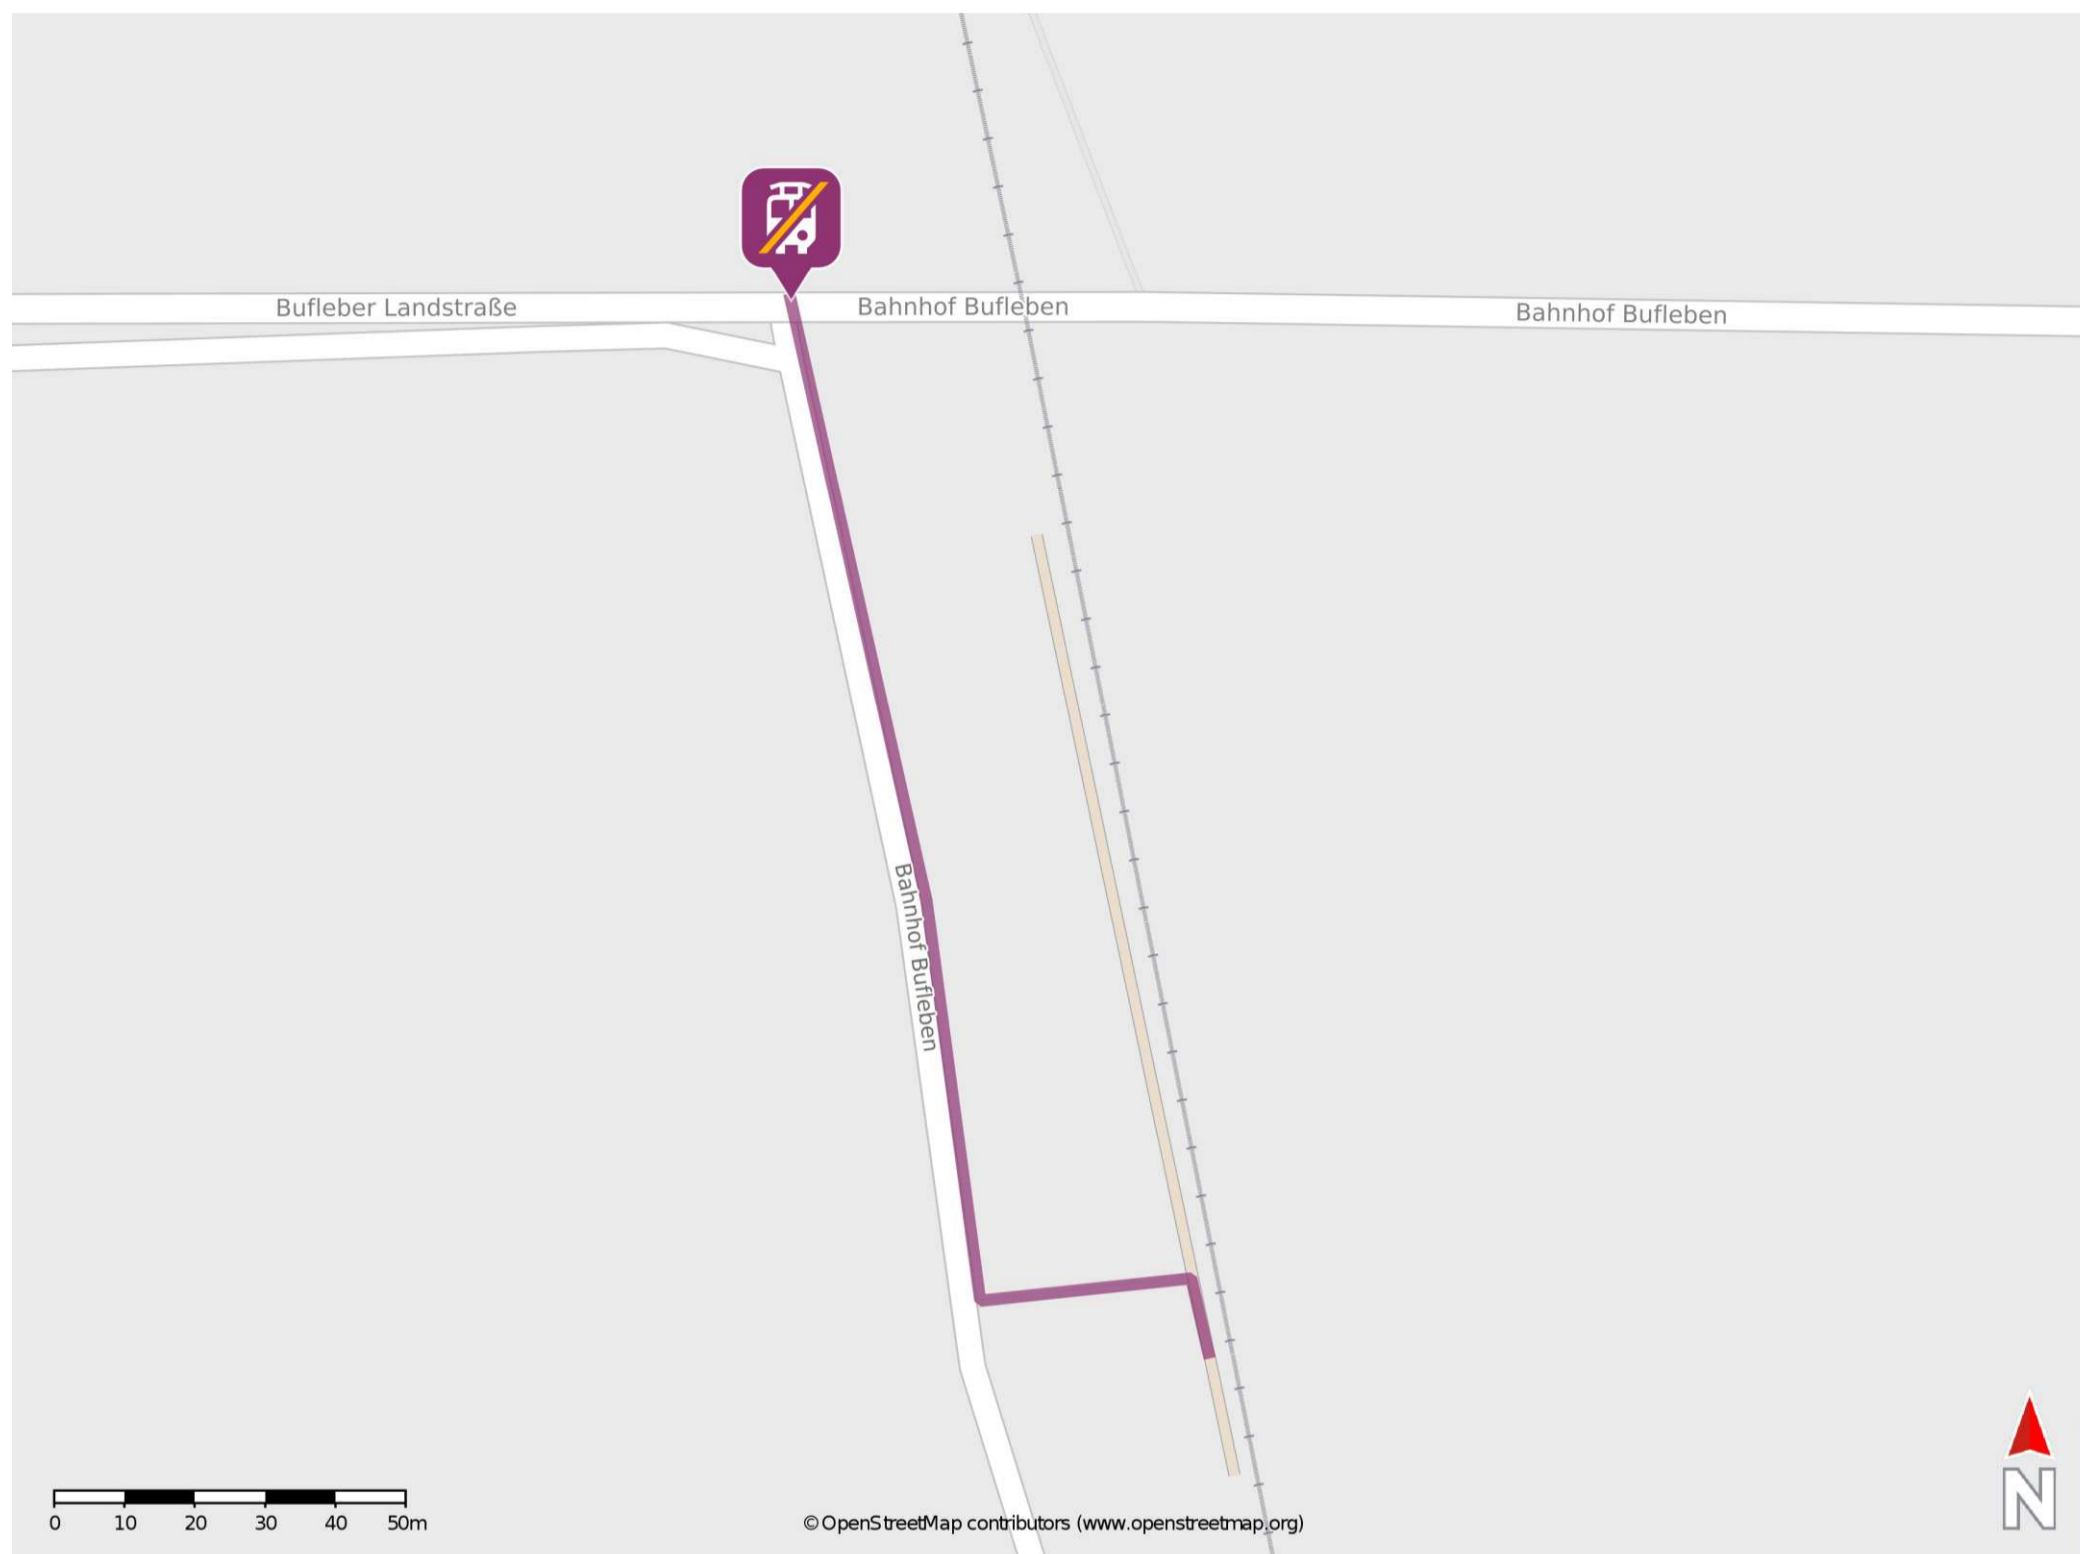 Bufleber Landstraße
Bahnhof Bufleben
Bahnhof Bufleben
Bahnhof Bufleben
0 10 20 30 40 50m
© OpenStreetMap contributors (www.openstreetmap.org)
N